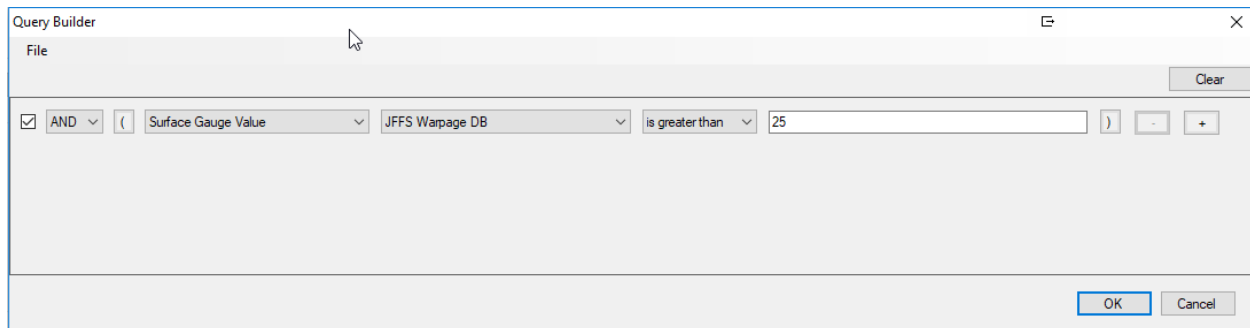 Query Builder
File
Clear
AND ( Surface Gauge Value JFFS Warpage DB is greater than 25 ) - +
OK Cancel